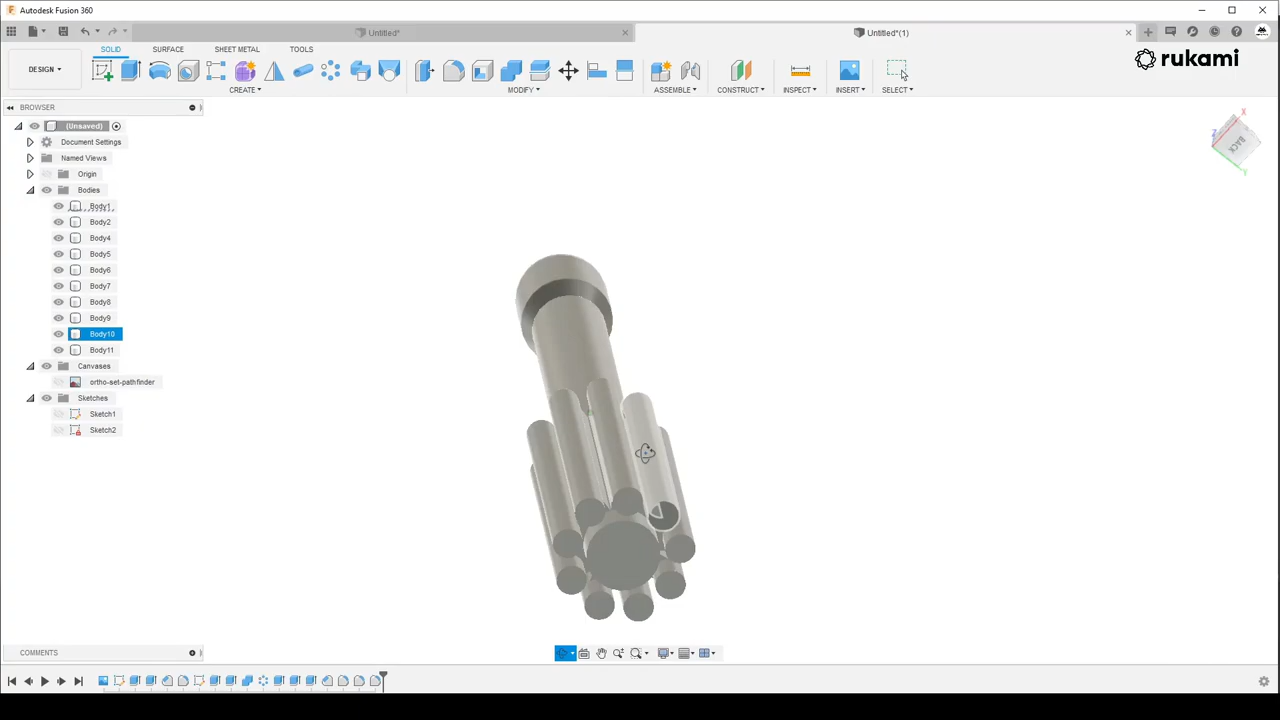 Autodesk Fusion 360
Untitled*
Untitled*(1)
SOLID
SURFACE
SHEET METAL
TOOLS
DESIGN
CREATE
MODIFY
ASSEMBLE
CONSTRUCT
INSPECT
INSERT
SELECT
rukami
BROWSER
(Unsaved)
Document Settings
Named Views
Origin
Bodies
Body1
Body2
Body4
Body5
Body6
Body7
Body8
Body9
Body10
Body11
Canvases
ortho-set-pathfinder
Sketches
Sketch1
Sketch2
X
Z
BACK
Y
COMMENTS